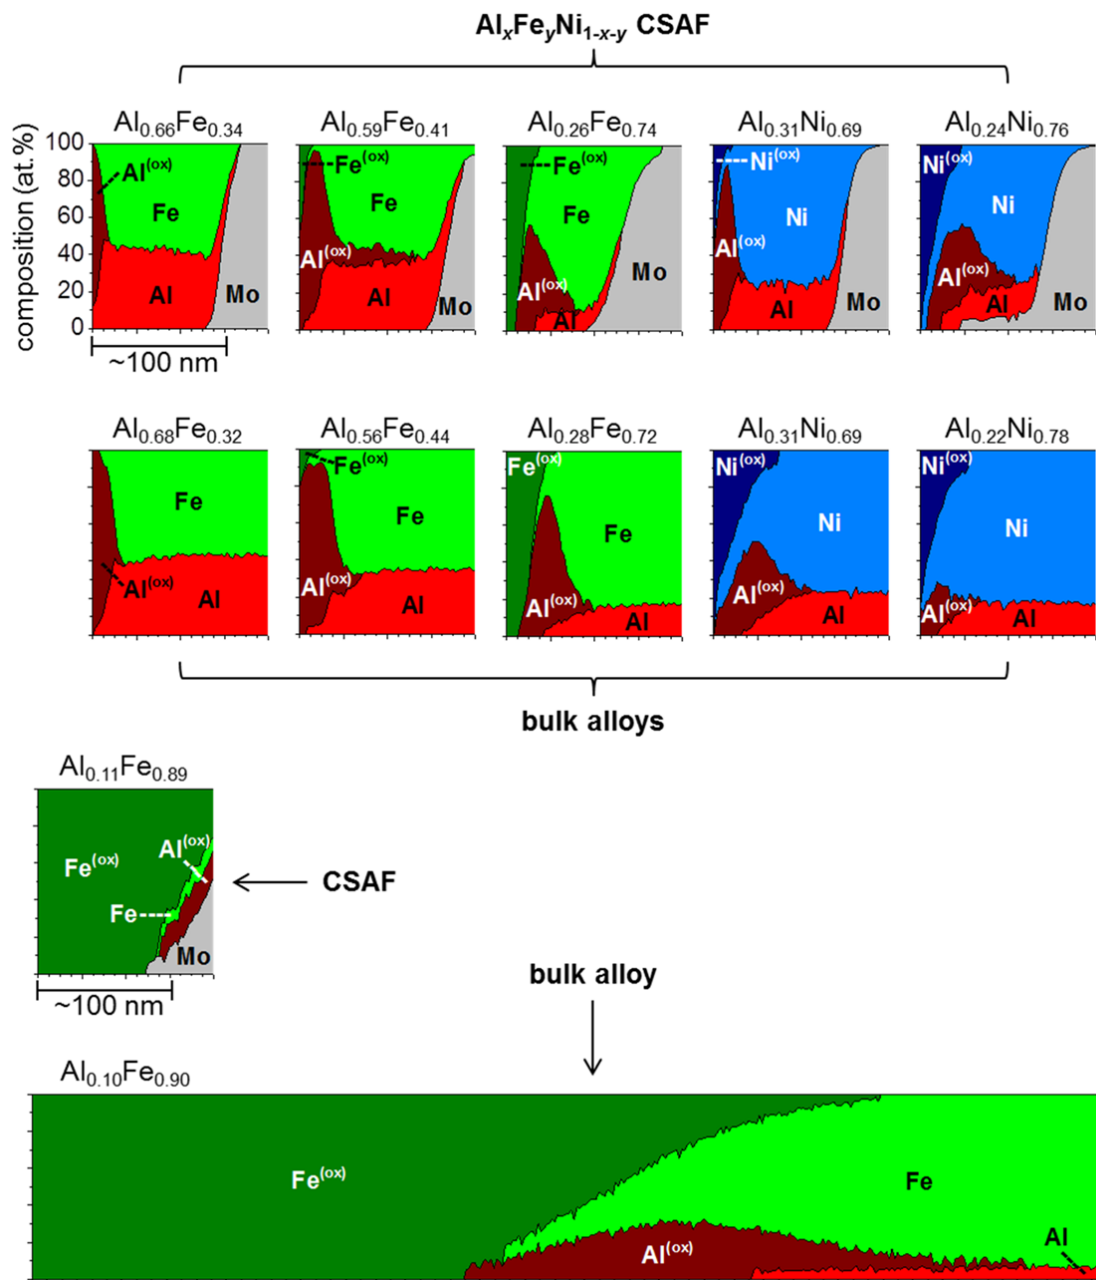 AlₓFeᵧNi₁₋ₓ₋ᵧ CSAF
composition (at.%)
100
80
60
40
20
0
Al₀.₆₆Fe₀.₃₄
Al⁽ᵒˣ⁾
Fe
Al
Mo
~100 nm
Al₀.₅₉Fe₀.₄₁
Fe⁽ᵒˣ⁾
Fe
Al⁽ᵒˣ⁾
Al
Mo
Al₀.₂₆Fe₀.₇₄
Fe⁽ᵒˣ⁾
Fe
Al⁽ᵒˣ⁾
Al
Mo
Al₀.₃₁Ni₀.₆₉
Ni⁽ᵒˣ⁾
Ni
Al⁽ᵒˣ⁾
Al
Mo
Al₀.₂₄Ni₀.₇₆
Ni⁽ᵒˣ⁾
Ni
Al⁽ᵒˣ⁾
Al
Mo
Al₀.₆₈Fe₀.₃₂
Fe
Al⁽ᵒˣ⁾
Al
Al₀.₅₆Fe₀.₄₄
Fe⁽ᵒˣ⁾
Fe
Al⁽ᵒˣ⁾
Al
Al₀.₂₈Fe₀.₇₂
Fe⁽ᵒˣ⁾
Fe
Al⁽ᵒˣ⁾
Al
Al₀.₃₁Ni₀.₆₉
Ni⁽ᵒˣ⁾
Ni
Al⁽ᵒˣ⁾
Al
Al₀.₂₂Ni₀.₇₈
Ni⁽ᵒˣ⁾
Ni
Al⁽ᵒˣ⁾
Al
bulk alloys
Al₀.₁₁Fe₀.₈₉
Fe⁽ᵒˣ⁾
Al⁽ᵒˣ⁾
Fe
Mo
~100 nm
CSAF
bulk alloy
Al₀.₁₀Fe₀.₉₀
Fe⁽ᵒˣ⁾
Fe
Al⁽ᵒˣ⁾
Al